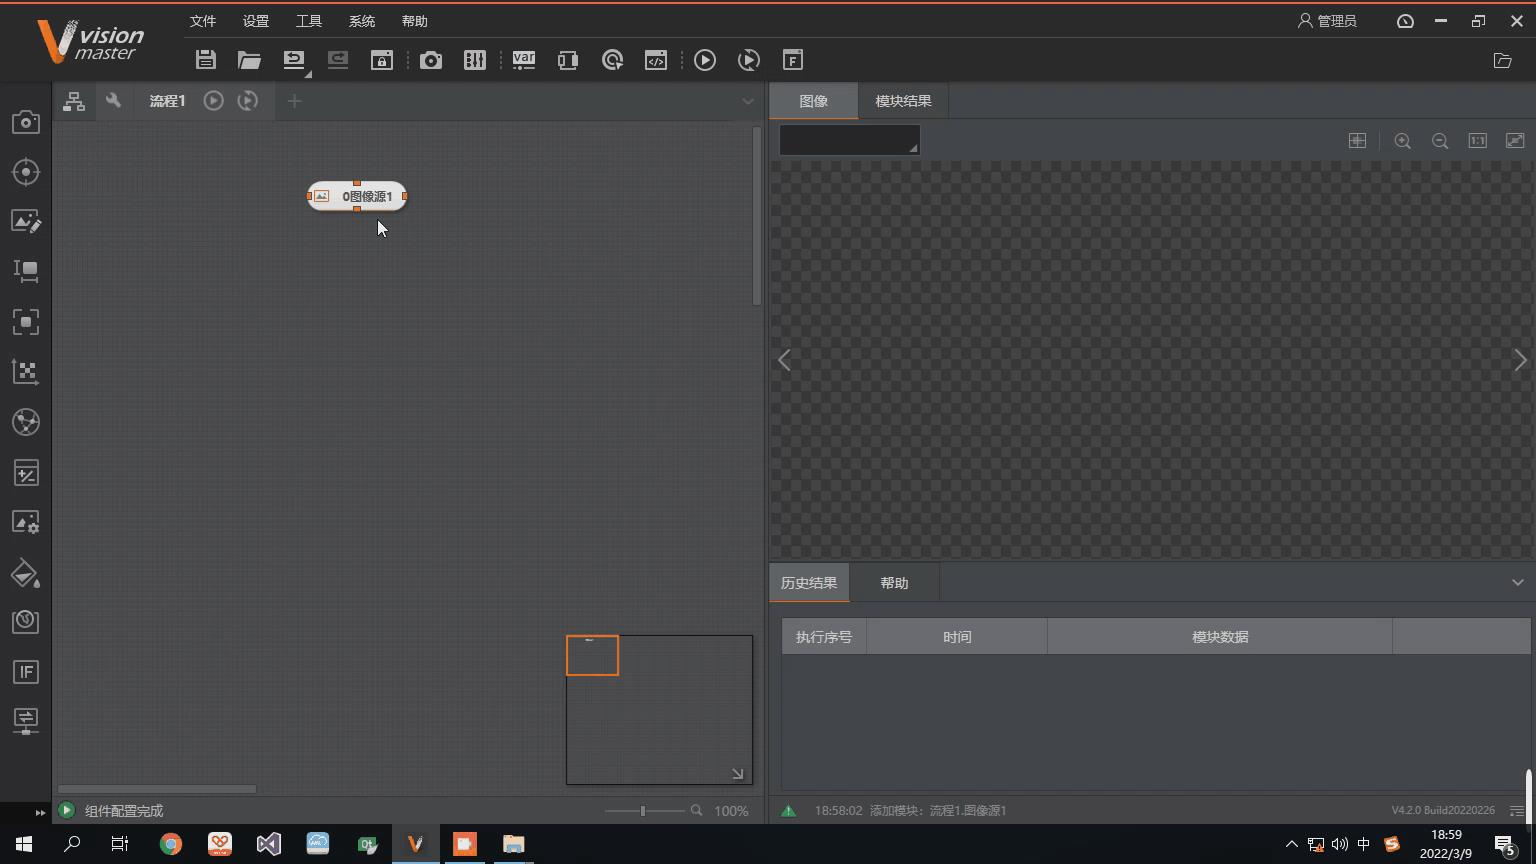 vision
master
文件 设置 工具 系统 帮助
管理员
var
F
流程1
图像 模块结果
1:1
0图像源1
历史结果 帮助
执行序号 时间 模块数据
IF
组件配置完成
100%
18:58:02 添加模块：流程1.图像源1
V4.2.0 Build20220226
中
18:59
2022/3/9
5